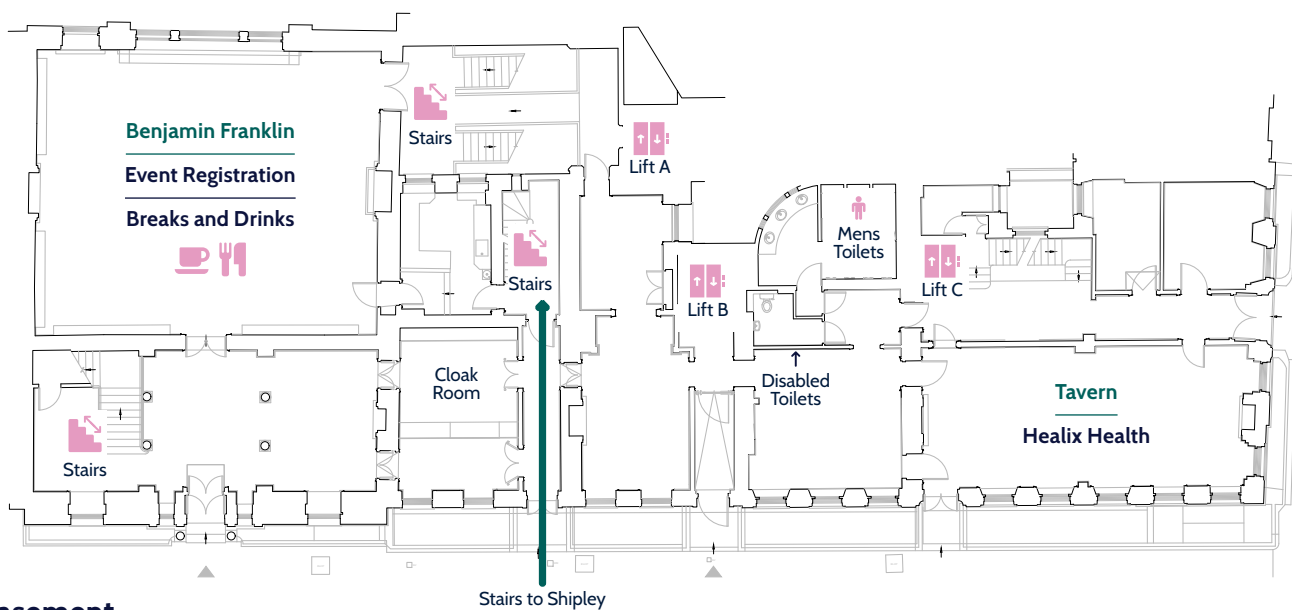 Benjamin Franklin
Event Registration
Breaks and Drinks
Stairs
Lift A
Stairs
Mens
Toilets
Lift B
Lift C
Cloak
Room
Disabled
Toilets
Tavern
Healix Health
Stairs
Stairs to Shipley